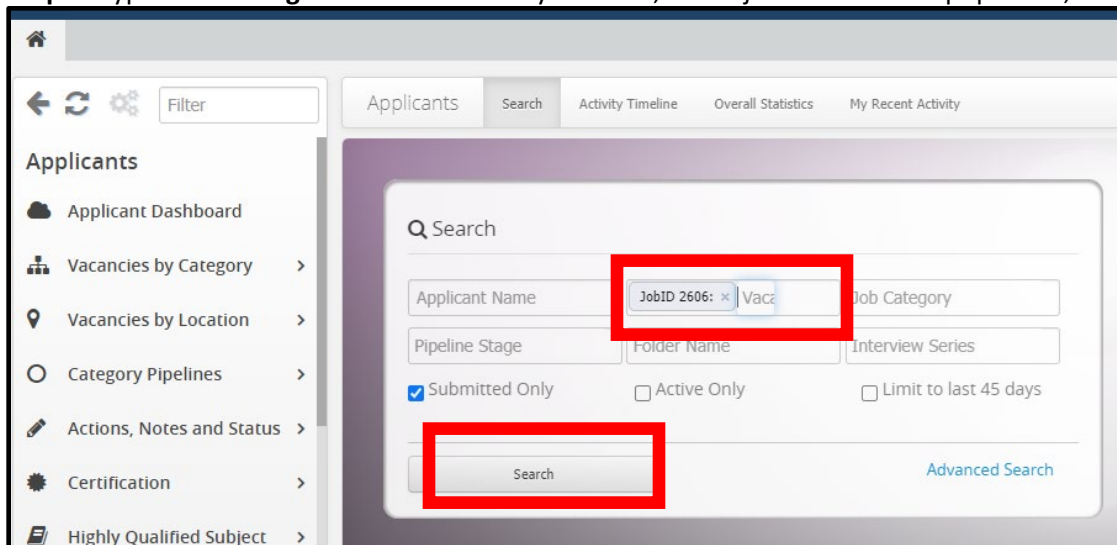 Filter
Applicants Search Activity Timeline Overall Statistics My Recent Activity
Applicants
Applicant Dashboard
Vacancies by Category
Vacancies by Location
Category Pipelines
Actions, Notes and Status
Certification
Highly Qualified Subject
Search
Applicant Name JobID 2606: × Vaca Job Category
Pipeline Stage Folder Name Interview Series
Submitted Only Active Only Limit to last 45 days
Search Advanced Search